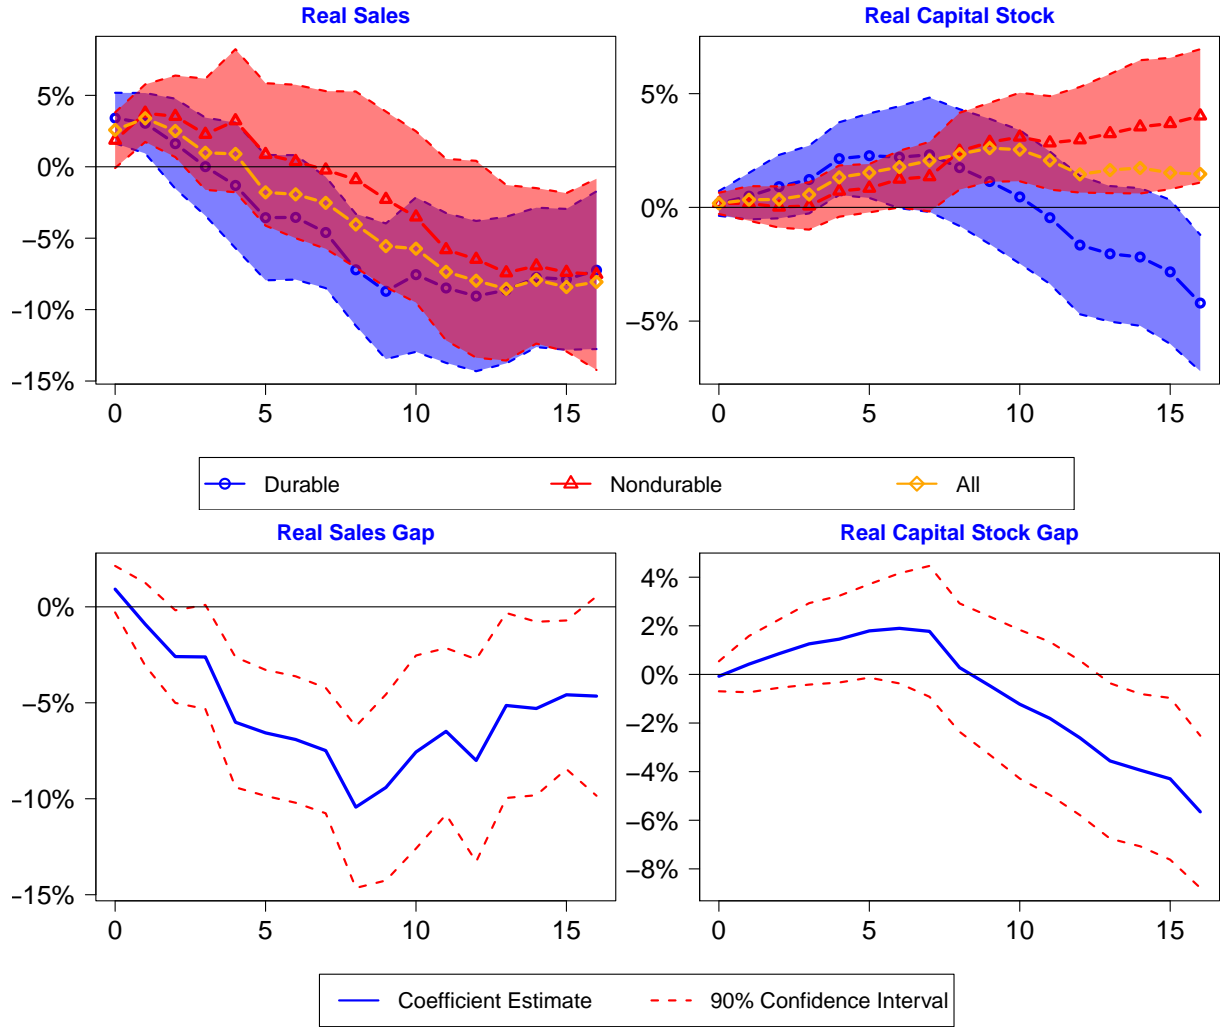 Real Sales
5%
0%
−5%
−10%
−15%
0 5 10 15
Real Capital Stock
5%
0%
−5%
0 5 10 15
Durable Nondurable All
Real Sales Gap
0%
−5%
−10%
−15%
0 5 10 15
Real Capital Stock Gap
4%
2%
0%
−2%
−4%
−6%
−8%
0 5 10 15
Coefficient Estimate 90% Confidence Interval